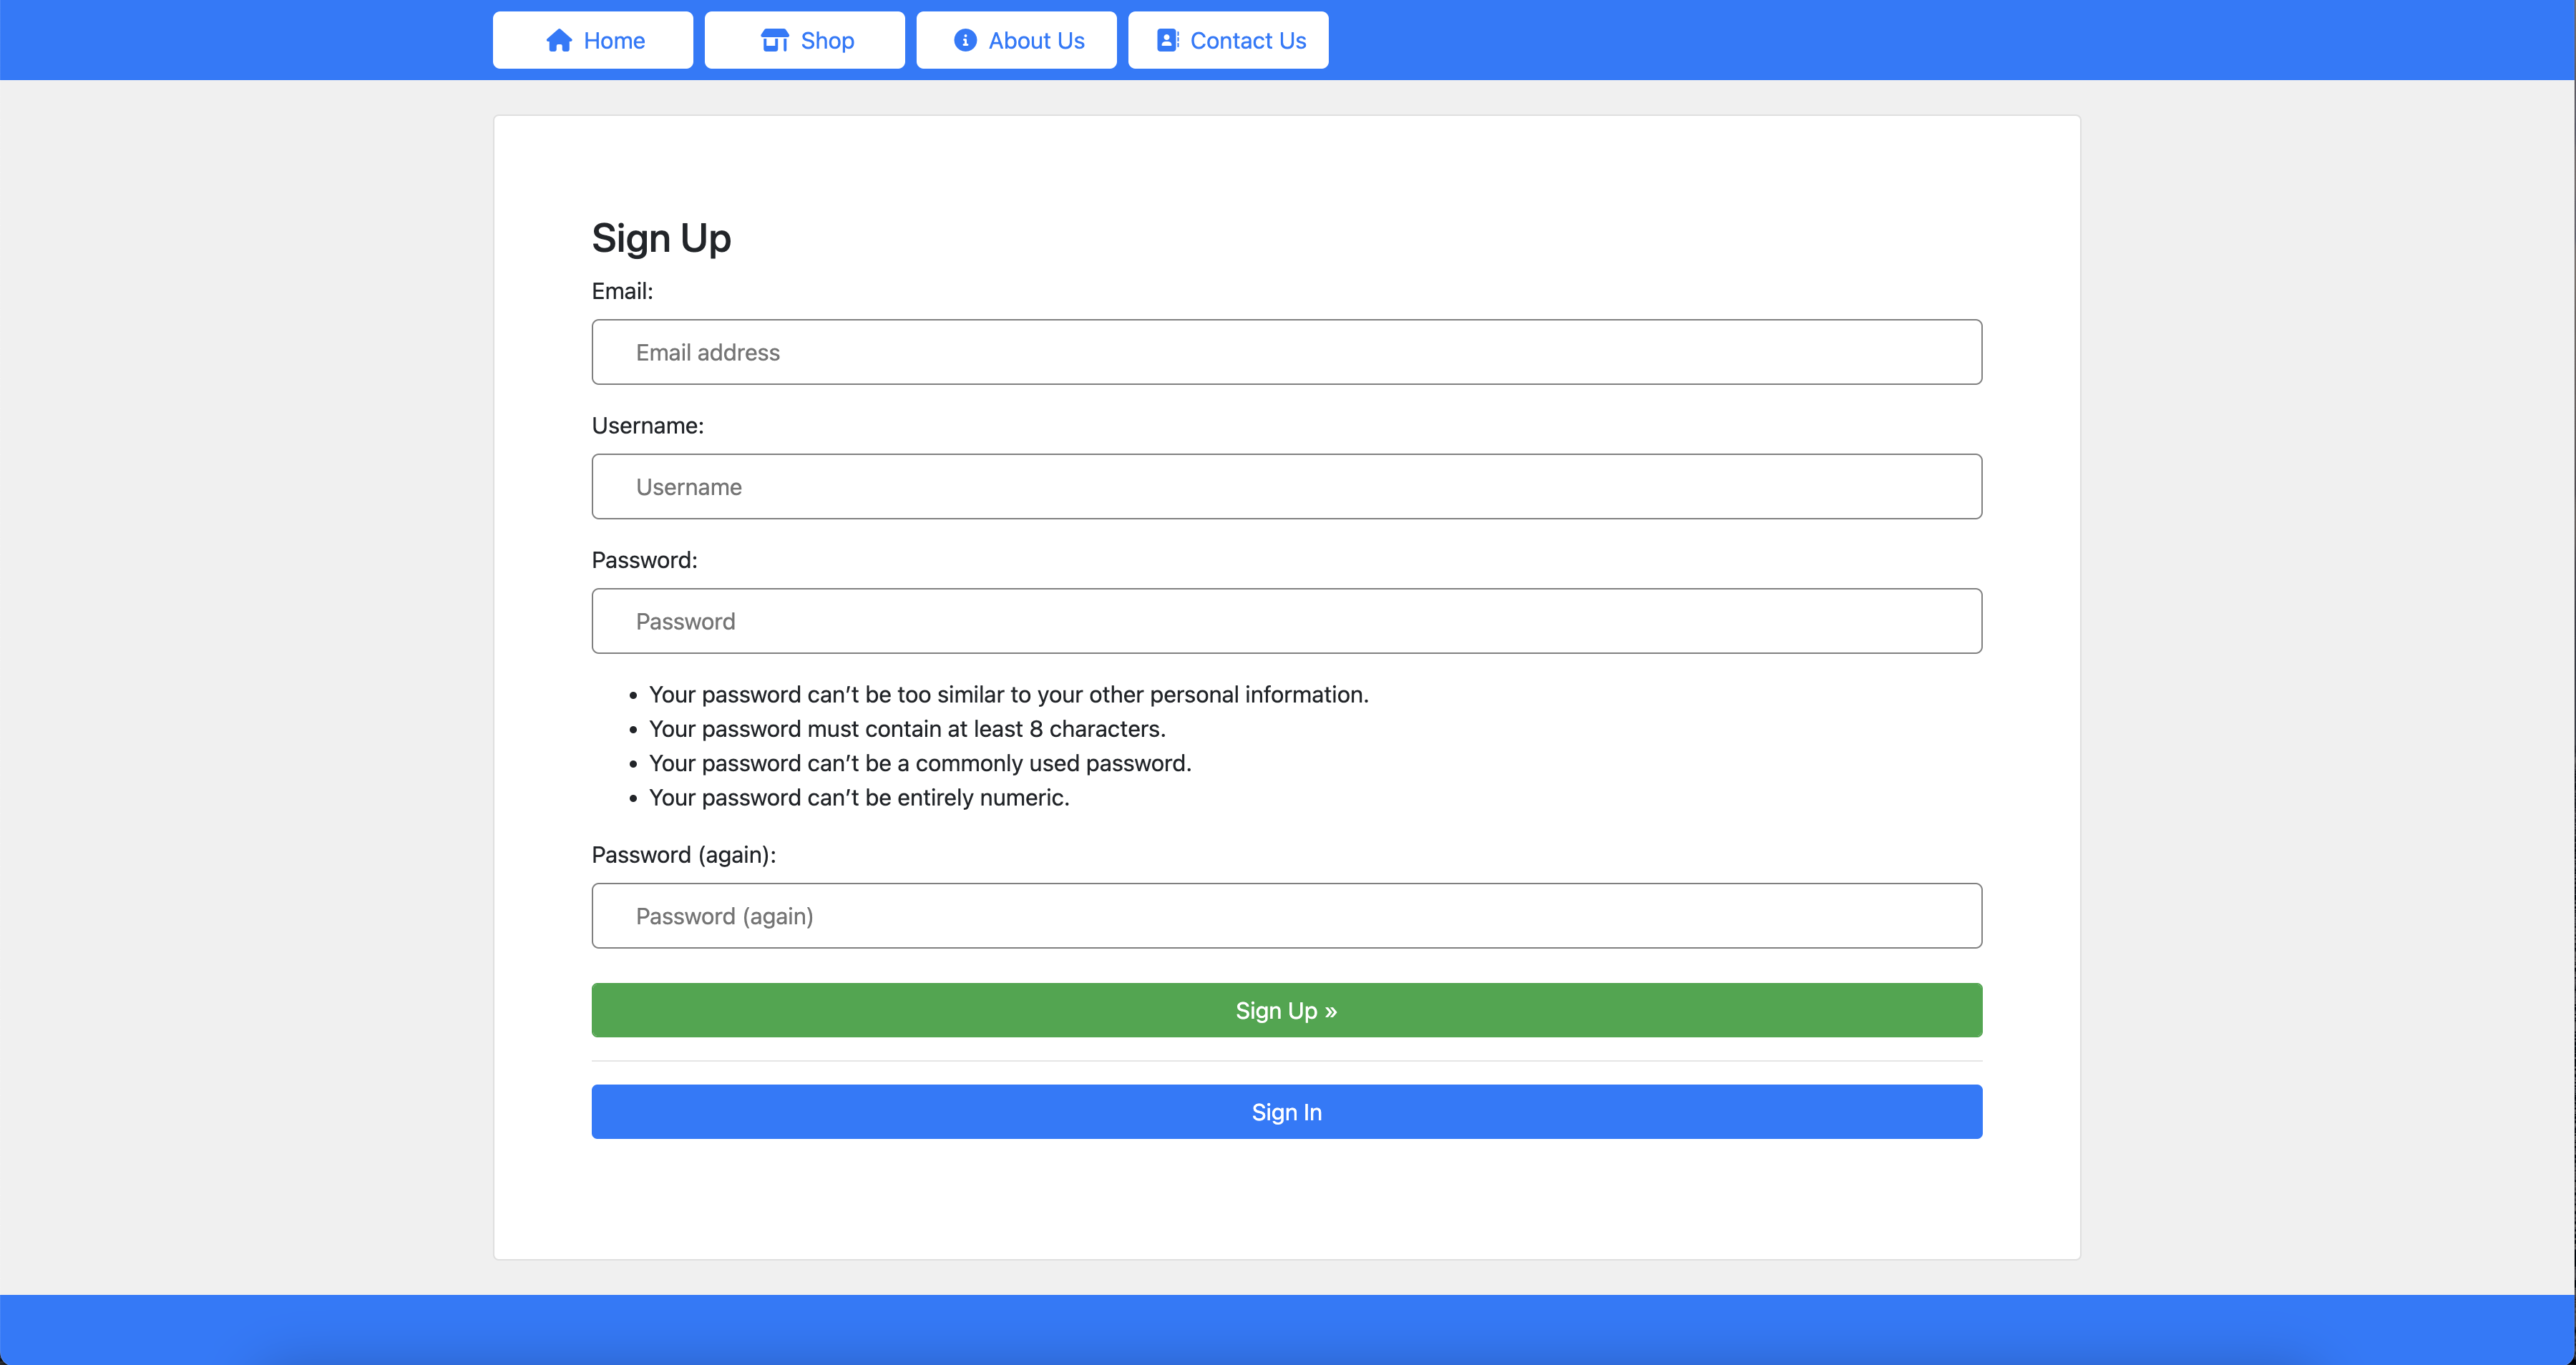 Home
Shop
About Us
Contact Us
Sign Up
Email:
Email address
Username:
Username
Password:
Password
• Your password can’t be too similar to your other personal information.
• Your password must contain at least 8 characters.
• Your password can’t be a commonly used password.
• Your password can’t be entirely numeric.
Password (again):
Password (again)
Sign Up »
Sign In